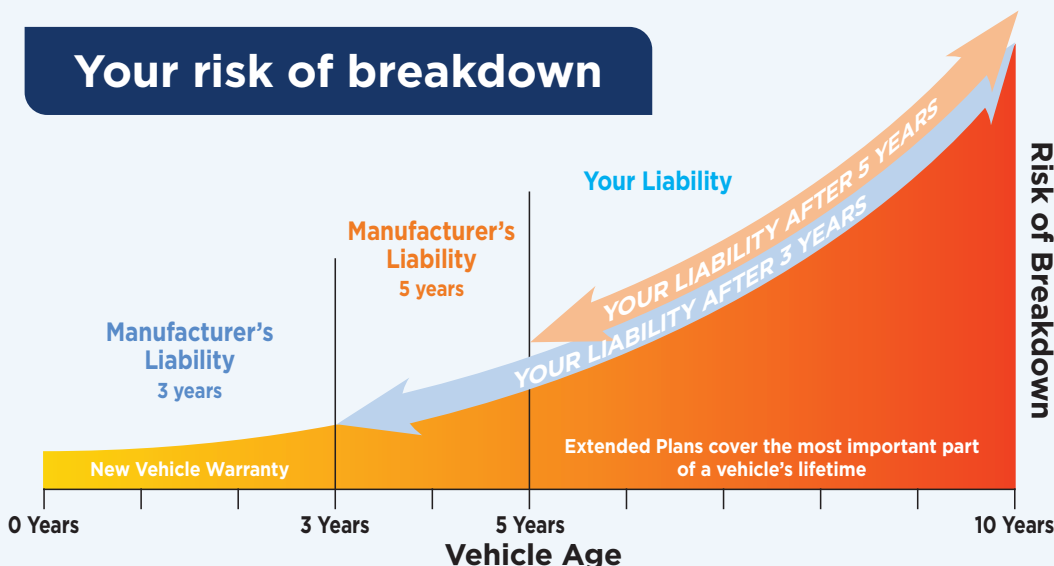 Your risk of breakdown
Your Liability
Manufacturer’s
Liability
5 years
Manufacturer’s
Liability
3 years
YOUR LIABILITY AFTER 5 YEARS
YOUR LIABILITY AFTER 3 YEARS
Risk of Breakdown
New Vehicle Warranty
Extended Plans cover the most important part
of a vehicle’s lifetime
0 Years
3 Years
5 Years
10 Years
Vehicle Age